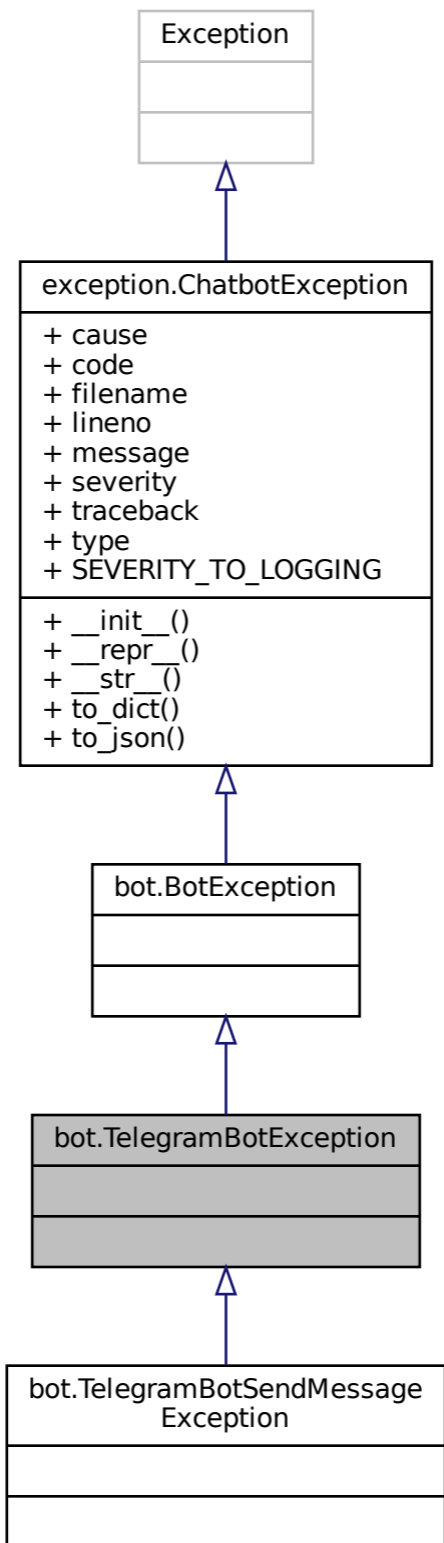 Exception
exception.ChatbotException
+ cause
+ code
+ filename
+ lineno
+ message
+ severity
+ traceback
+ type
+ SEVERITY_TO_LOGGING
+ __init__()
+ __repr__()
+ __str__()
+ to_dict()
+ to_json()
bot.BotException
bot.TelegramBotException
bot.TelegramBotSendMessage
Exception